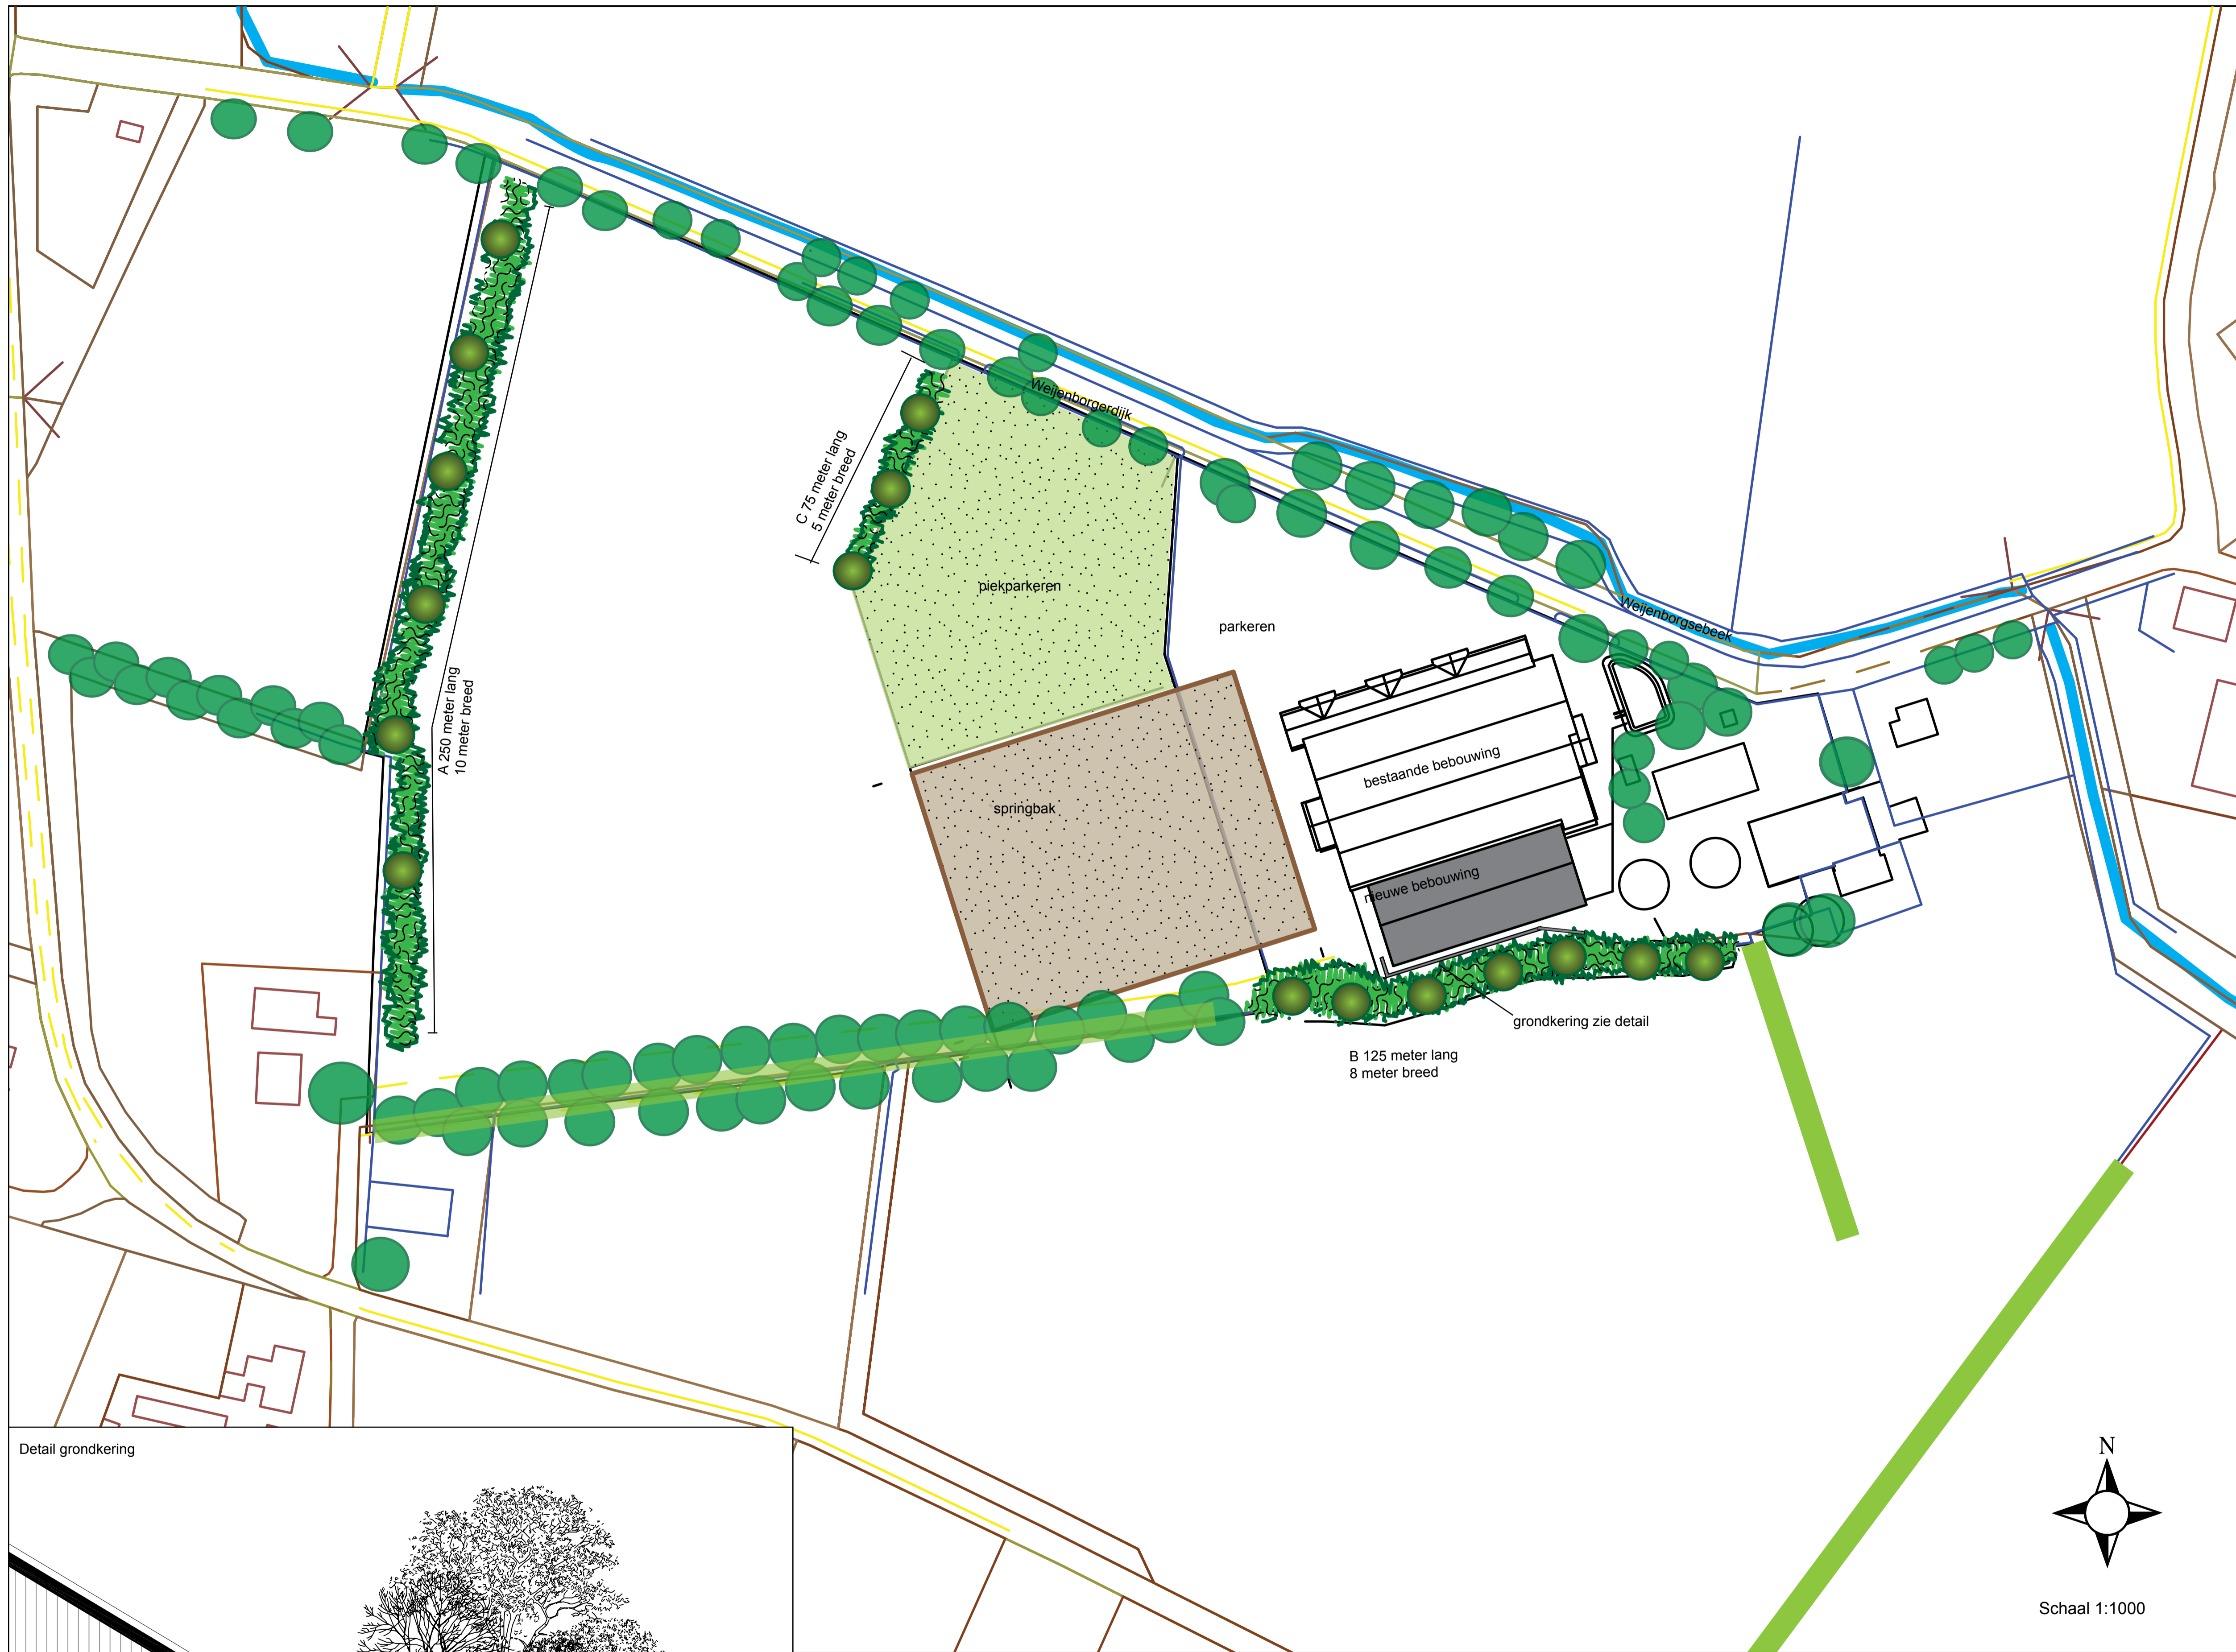 Weijenborgerdijk
C 75 meter lang
5 meter breed
piekparkeren
parkeren
Weijenborgsebeek
A 250 meter lang
10 meter breed
bestaande bebouwing
springbak
nieuwe bebouwing
grondkering zie detail
B 125 meter lang
8 meter breed
Detail grondkering
N
Schaal 1:1000